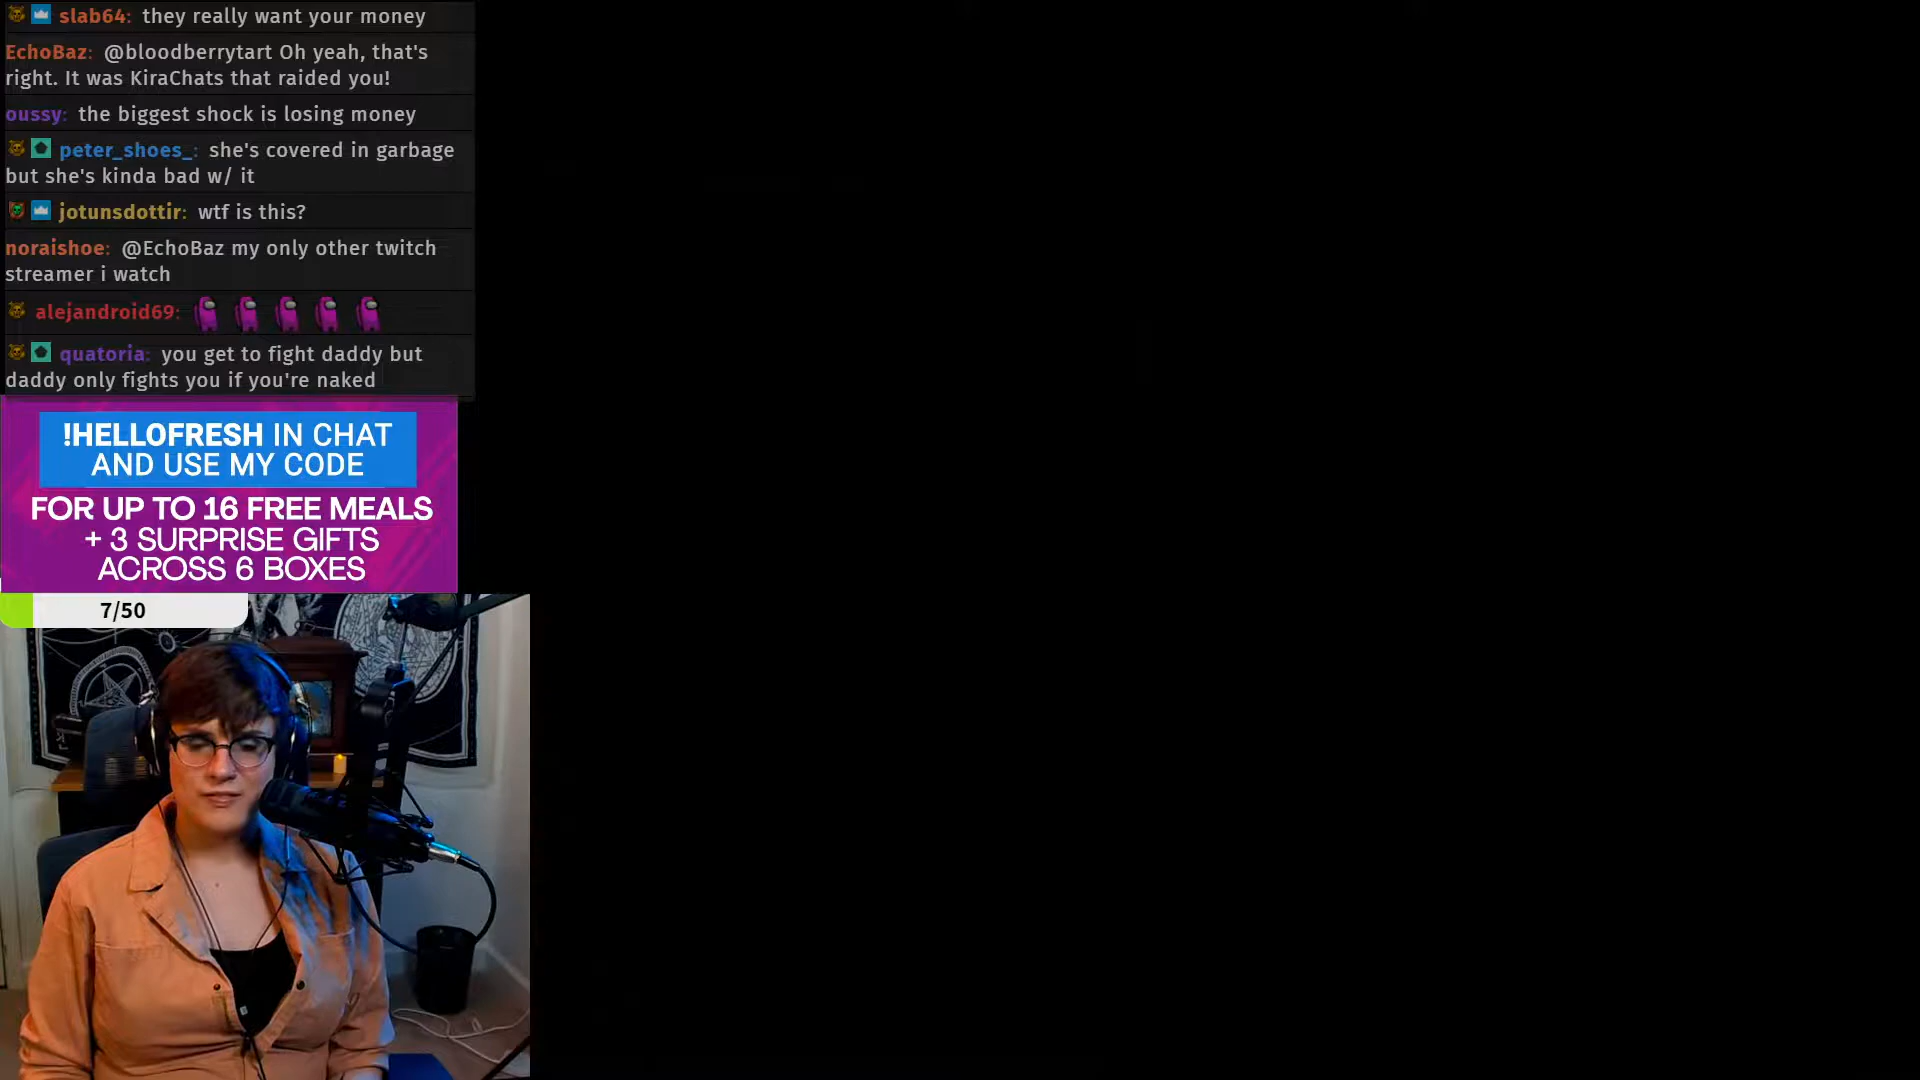 slab64: they really want your money
EchoBaz: @bloodberrytart Oh yeah, that's
right. It was KiraChats that raided you!
oussy: the biggest shock is losing money
peter_shoes_: she's covered in garbage
but she's kinda bad w/ it
jotunsdottir: wtf is this?
noraishoe: @EchoBaz my only other twitch
streamer i watch
alejandroid69:
quatoria: you get to fight daddy but
daddy only fights you if you're naked
!HELLOFRESH IN CHAT
AND USE MY CODE
FOR UP TO 16 FREE MEALS
+ 3 SURPRISE GIFTS
ACROSS 6 BOXES
7/50